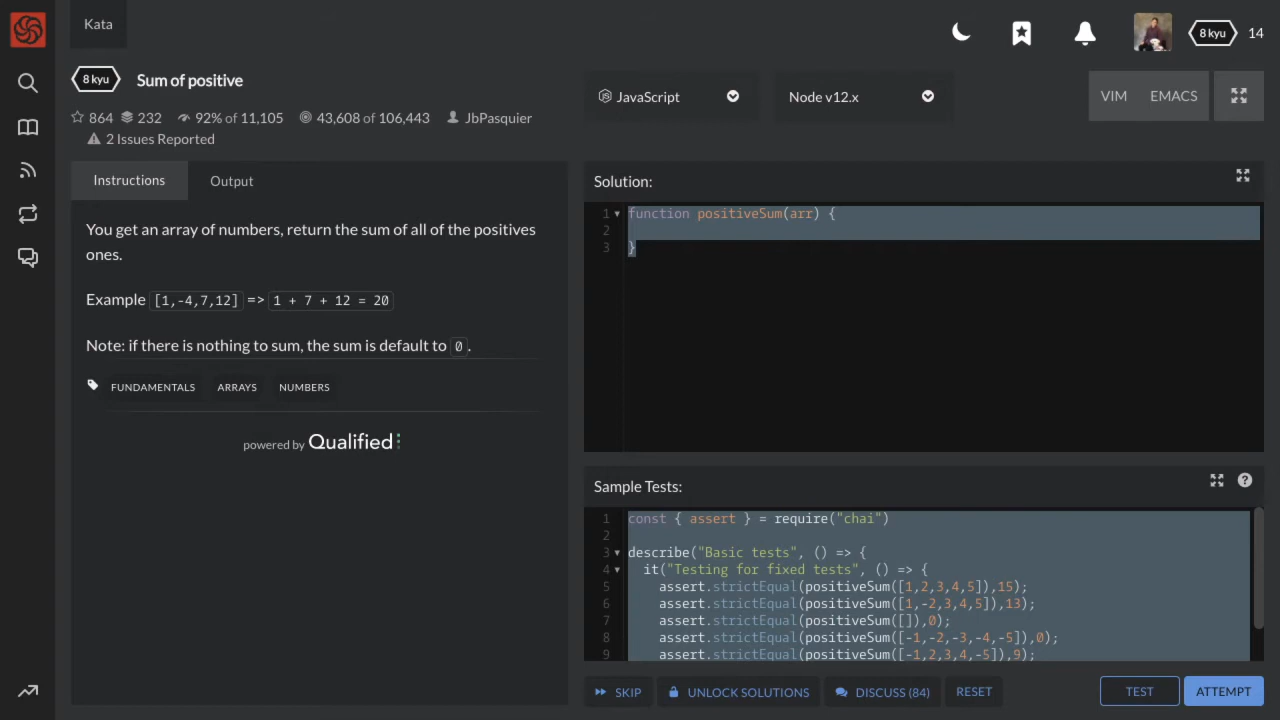 Kata
8 kyu
14
8 kyu
Sum of positive
864
232
92% of 11,105
43,608 of 106,443
JbPasquier
2 Issues Reported
JavaScript
Node v12.x
VIM
EMACS
Instructions
Output
You get an array of numbers, return the sum of all of the positives
ones.
Example [1,-4,7,12] => 1 + 7 + 12 = 20
Note: if there is nothing to sum, the sum is default to 0.
FUNDAMENTALS
ARRAYS
NUMBERS
powered by Qualified
Solution:
1 function positiveSum(arr) {
2
3 }
Sample Tests:
1 const { assert } = require("chai")
2
3 describe("Basic tests", () => {
4 it("Testing for fixed tests", () => {
5 assert.strictEqual(positiveSum([1,2,3,4,5]),15);
6 assert.strictEqual(positiveSum([1,-2,3,4,5]),13);
7 assert.strictEqual(positiveSum([]),0);
8 assert.strictEqual(positiveSum([-1,-2,-3,-4,-5]),0);
9 assert.strictEqual(positiveSum([-1,2,3,4,-5]),9);
SKIP
UNLOCK SOLUTIONS
DISCUSS (84)
RESET
TEST
ATTEMPT